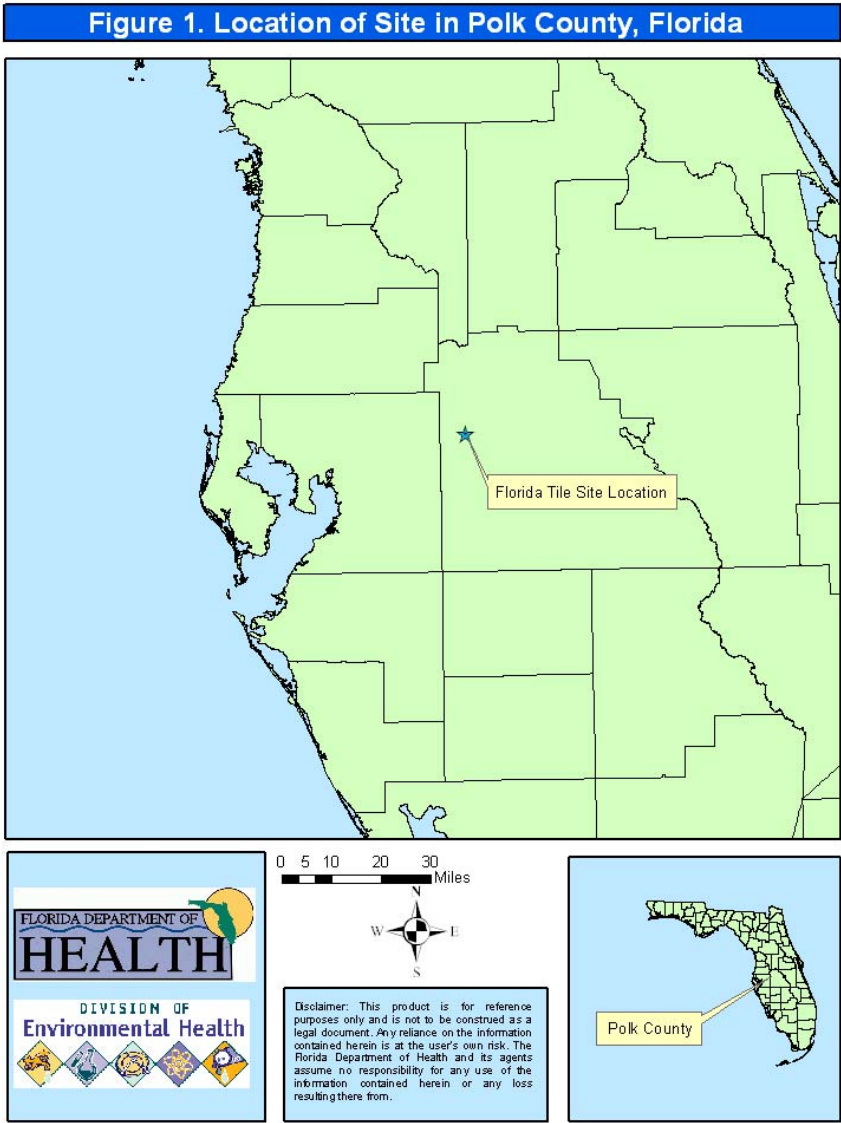 Figure 1. Location of Site in Polk County, Florida
Florida Tile Site Location
0 5 10 20 30
Miles
N
W E
S
FLORIDA DEPARTMENT OF
HEALTH
DIVISION OF
Environmental Health
Disclaimer: This product is for reference
purposes only and is not to be construed as a
legal document. Any reliance on the information
contained herein is at the user's own risk. The
Florida Department of Health and its agents
assume no responsibility for any use of the
information contained herein or any loss
resulting there from.
Polk County